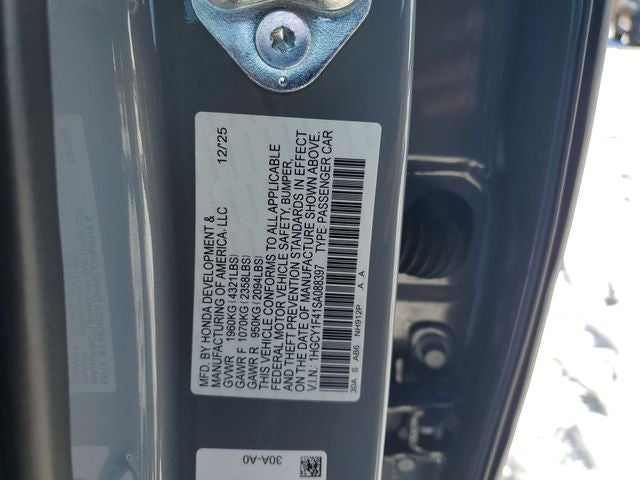 MFD. BY HONDA DEVELOPMENT & 12/'25
MANUFACTURING OF AMERICA, LLC
GVWR 1960KG(4321LBS)
GAWR F 1070KG(2358LBS)
GAWR R 950KG(2094LBS)
THIS VEHICLE CONFORMS TO ALL APPLICABLE
FEDERAL MOTOR VEHICLE SAFETY, BUMPER,
AND THEFT PREVENTION STANDARDS IN EFFECT
ON THE DATE OF MANUFACTURE SHOWN ABOVE.
V.I.N.: 1HGCY1F41SA088397 TYPE: PASSENGER CAR
30A S AB6 NH912P A A
30A-A0